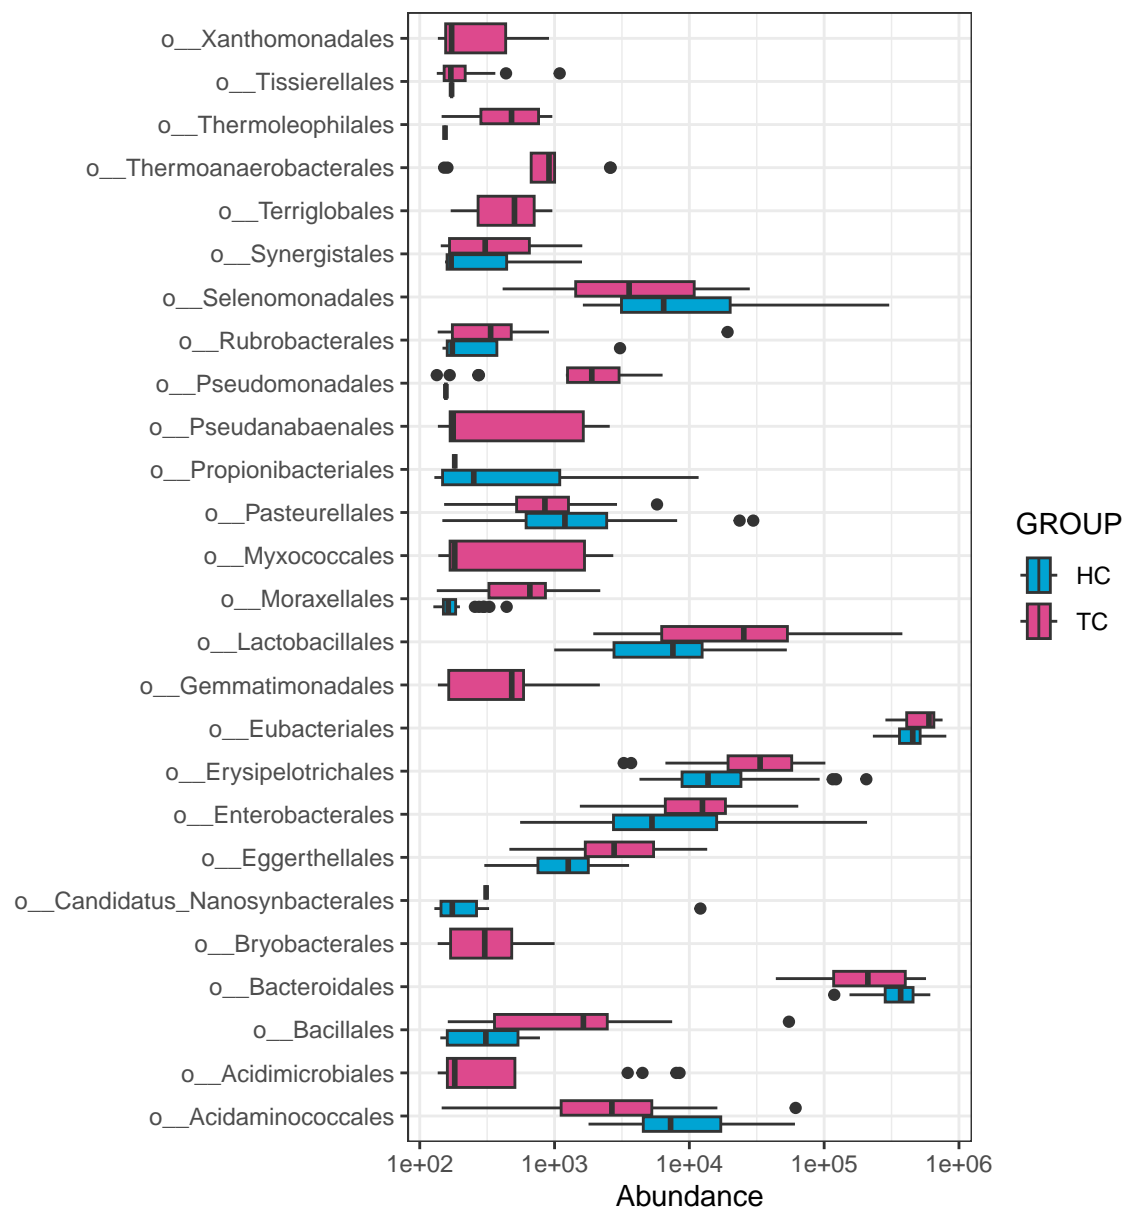 o__Xanthomonadales
o__Tissierellales
o__Thermoleophilales
o__Thermoanaerobacterales
o__Terriglobales
o__Synergistales
o__Selenomonadales
o__Rubrobacterales
o__Pseudomonadales
o__Pseudanabaenales
o__Propionibacteriales
o__Pasteurellales
o__Myxococcales
o__Moraxellales
o__Lactobacillales
o__Gemmatimonadales
o__Eubacteriales
o__Erysipelotrichales
o__Enterobacterales
o__Eggerthellales
o__Candidatus_Nanosynbacterales
o__Bryobacterales
o__Bacteroidales
o__Bacillales
o__Acidimicrobiales
o__Acidaminococcales
1e+02 1e+03 1e+04 1e+05 1e+06
Abundance
GROUP
HC
TC